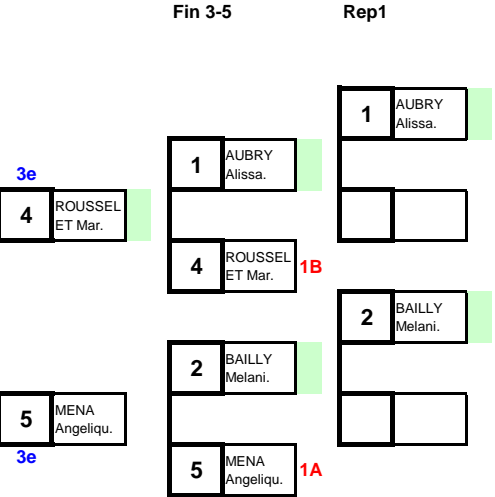 Fin 3-5 Rep1
1 AUBRY
Alissa.
1 AUBRY
Alissa.
3e
4 ROUSSEL
ET Mar.
4 ROUSSEL
ET Mar. 1B
2 BAILLY
Melani.
2 BAILLY
Melani.
5 MENA
Angeliqu.
3e
5 MENA
Angeliqu. 1A